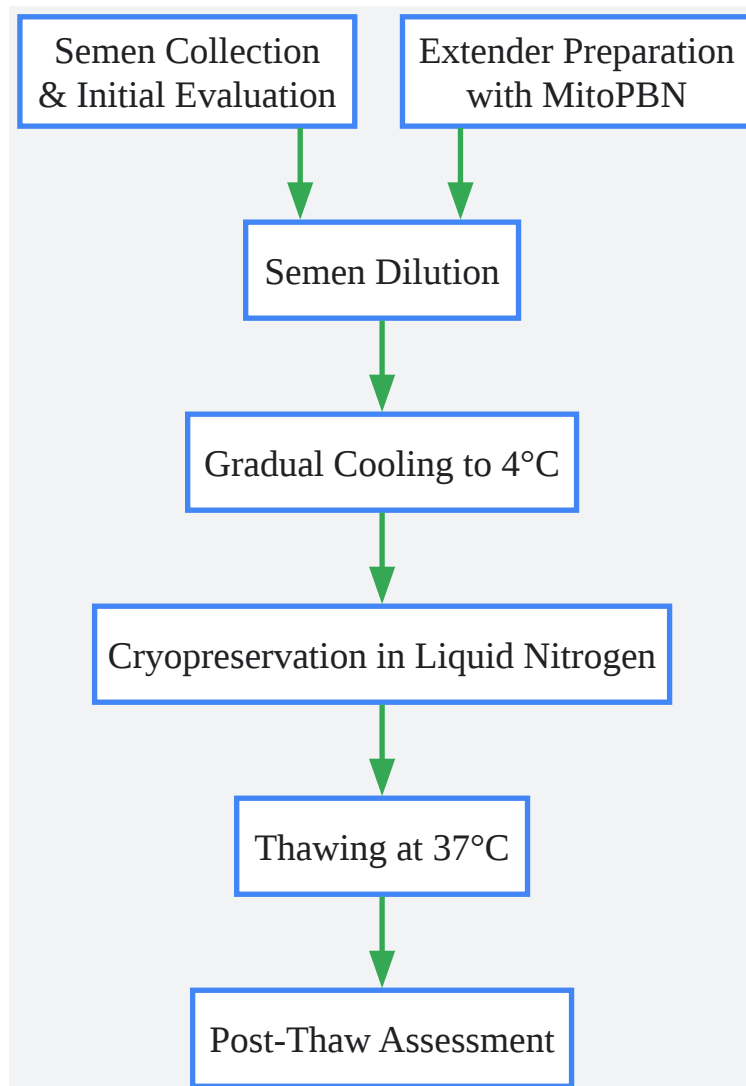 Semen Collection
& Initial Evaluation
Extender Preparation
with MitoPBN
Semen Dilution
Gradual Cooling to 4°C
Cryopreservation in Liquid Nitrogen
Thawing at 37°C
Post-Thaw Assessment